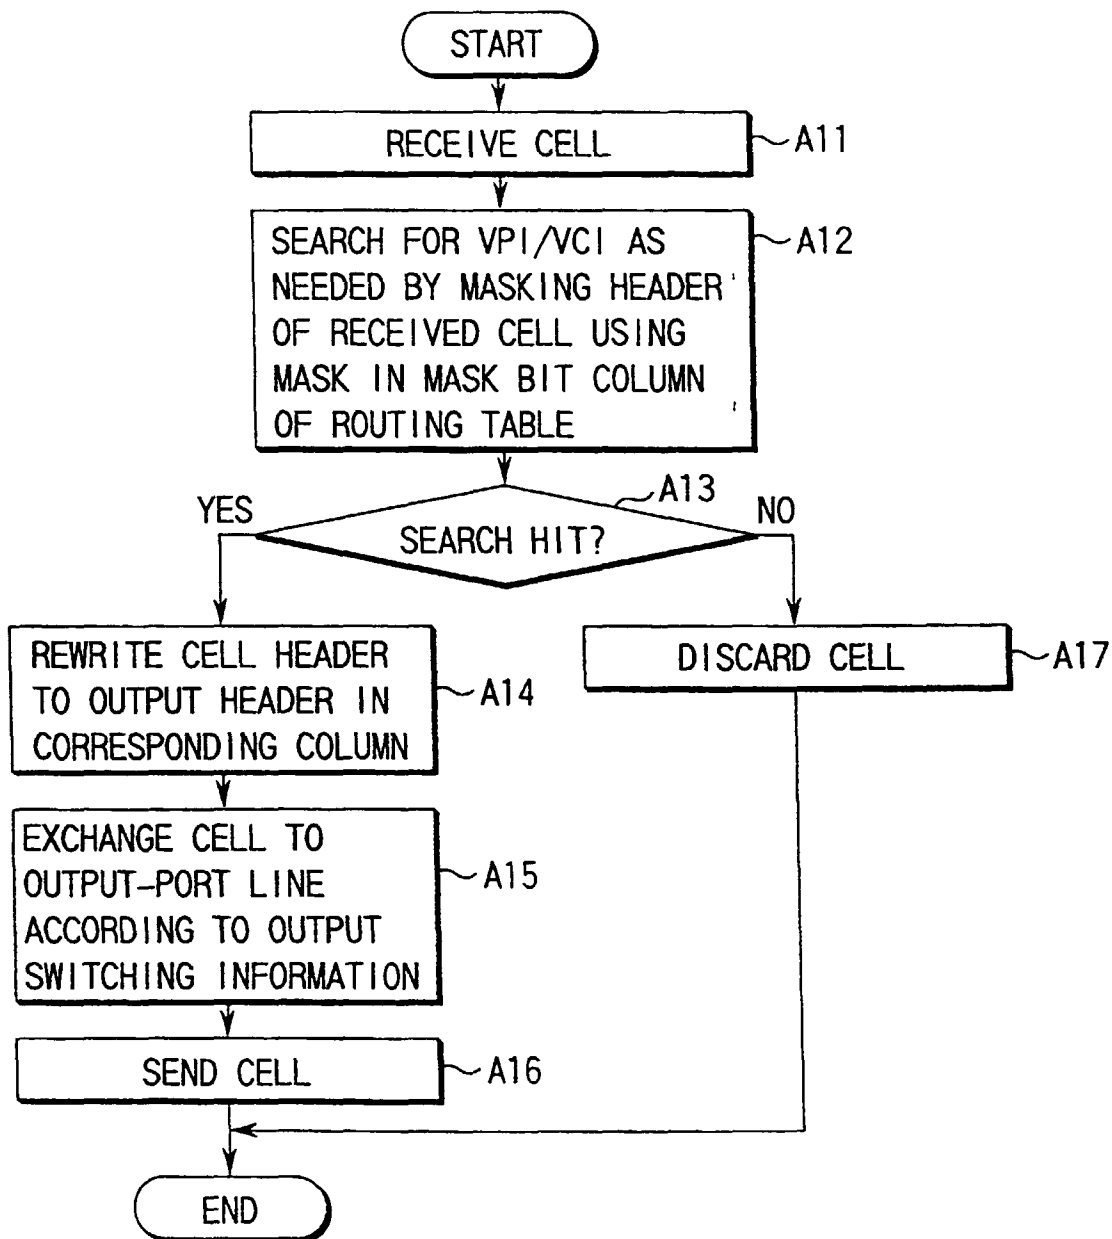 START
RECEIVE CELL
A11
SEARCH FOR VPI/VCI AS
NEEDED BY MASKING HEADER
OF RECEIVED CELL USING
MASK IN MASK BIT COLUMN
OF ROUTING TABLE
A12
A13
YES
SEARCH HIT?
NO
REWRITE CELL HEADER
TO OUTPUT HEADER IN
CORRESPONDING COLUMN
A14
DISCARD CELL
A17
EXCHANGE CELL TO
OUTPUT-PORT LINE
ACCORDING TO OUTPUT
SWITCHING INFORMATION
A15
SEND CELL
A16
END